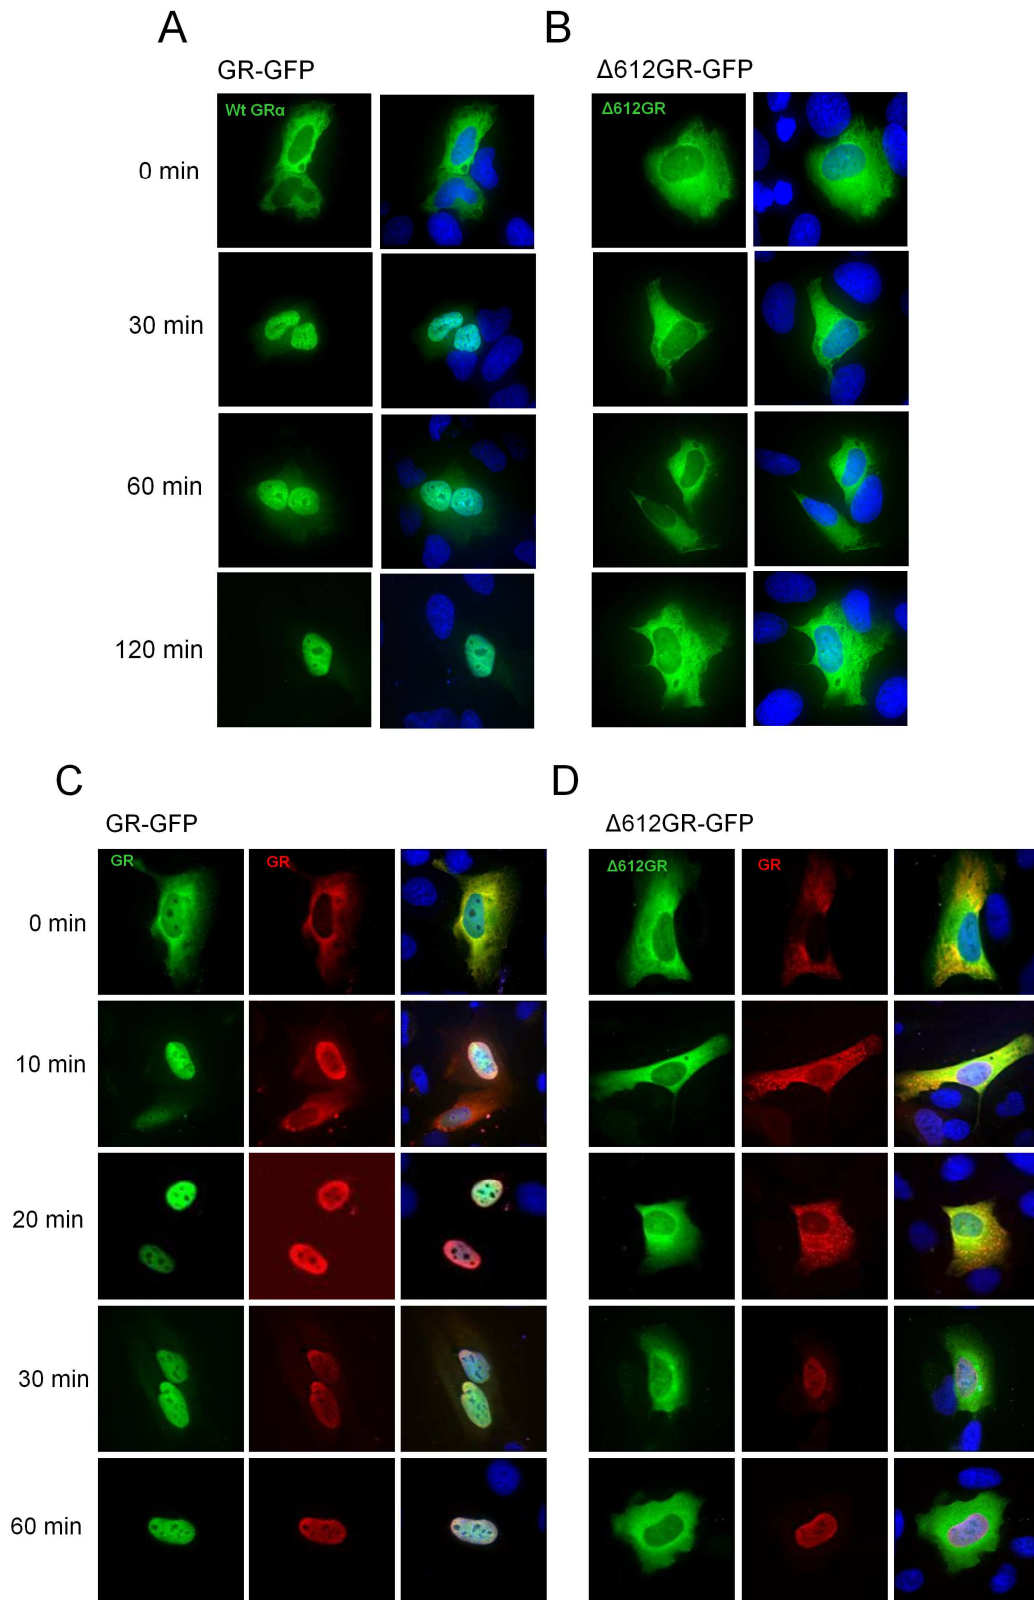 A
B
GR-GFP
Δ612GR-GFP
Wt GRα
Δ612GR
0 min
30 min
60 min
120 min
C
D
GR-GFP
Δ612GR-GFP
GR
GR
Δ612GR
GR
0 min
10 min
20 min
30 min
60 min